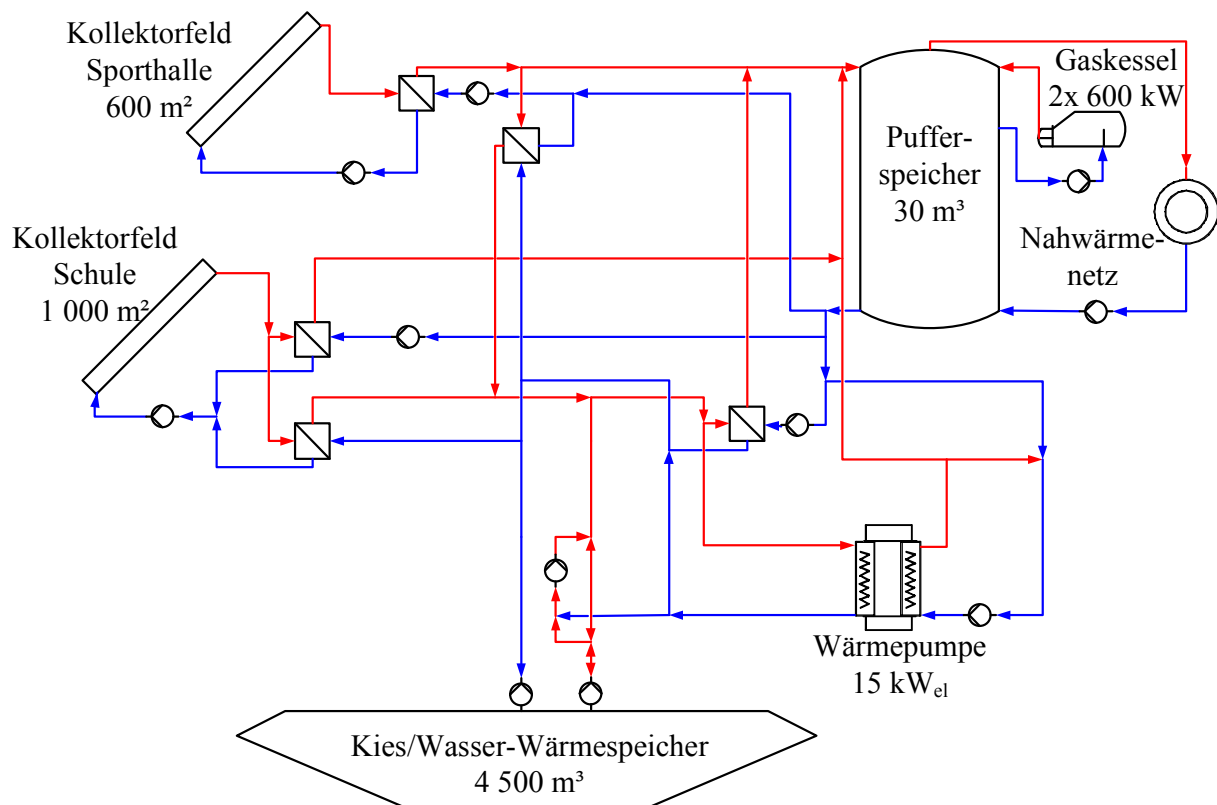 Kollektorfeld
Sporthalle
600 m²
Gaskessel
2x 600 kW
Puffer-
speicher
30 m³
Kollektorfeld
Schule
1 000 m²
Nahwärme-
netz
Wärmepumpe
15 kWel
Kies/Wasser-Wärmespeicher
4 500 m³